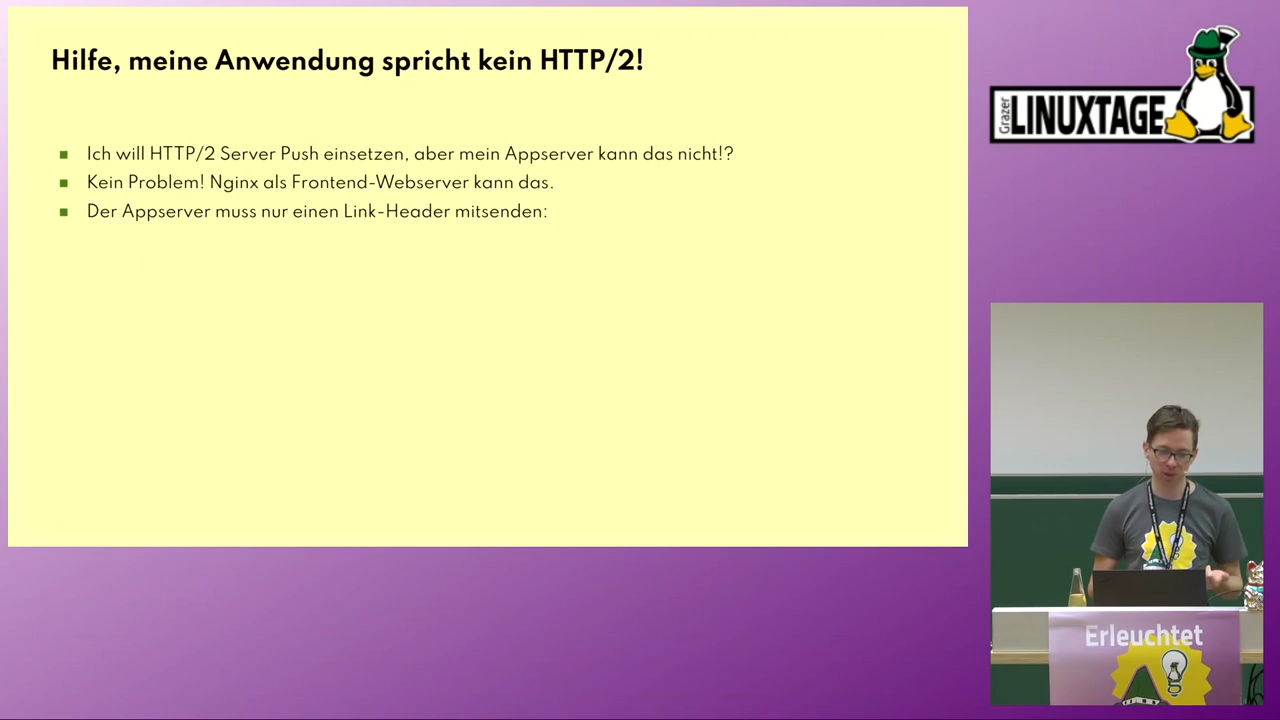 Hilfe, meine Anwendung spricht kein HTTP/2!
Ich will HTTP/2 Server Push einsetzen, aber mein Appserver kann das nicht!?
Kein Problem! Nginx als Frontend-Webserver kann das.
Der Appserver muss nur einen Link-Header mitsenden:
Grazer
LINUXTAGE
Erleuchtet